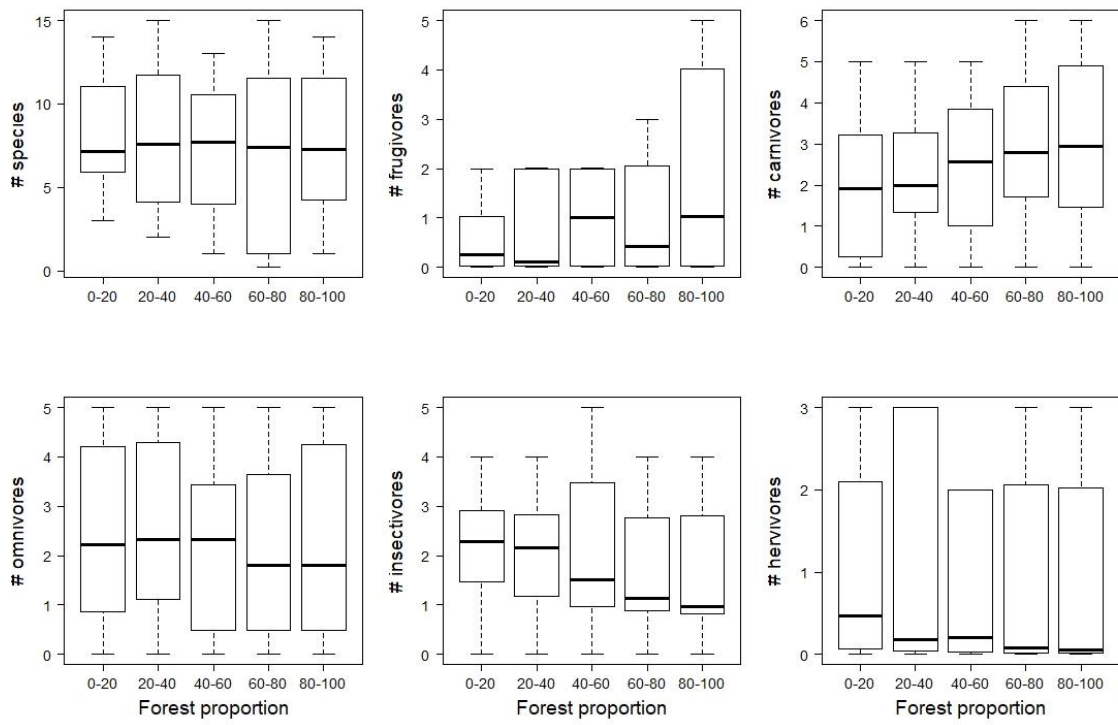 # species
15
10
5
0
0-20 20-40 40-60 60-80 80-100
# frugivores
5
4
3
2
1
0
0-20 20-40 40-60 60-80 80-100
# carnivores
6
5
4
3
2
1
0
0-20 20-40 40-60 60-80 80-100
# omnivores
5
4
3
2
1
0
0-20 20-40 40-60 60-80 80-100
Forest proportion
# insectivores
5
4
3
2
1
0
0-20 20-40 40-60 60-80 80-100
Forest proportion
# hervivores
3
2
1
0
0-20 20-40 40-60 60-80 80-100
Forest proportion